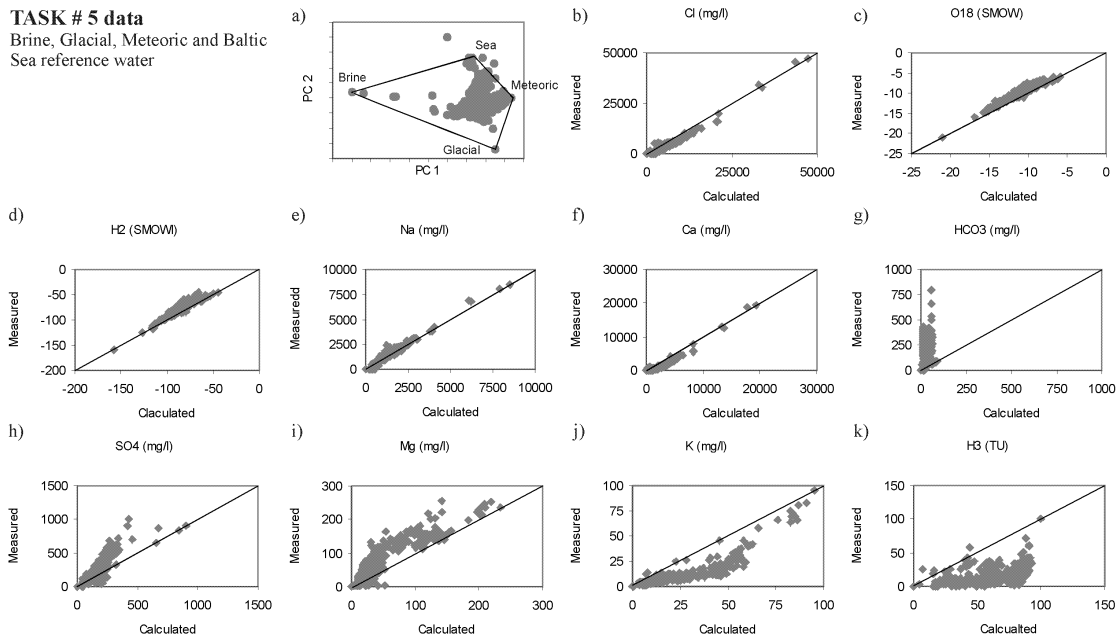 TASK # 5 data
Brine, Glacial, Meteoric and Baltic
Sea reference water
a)
PC 2
Brine
Sea
Meteoric
Glacial
PC 1
b)
Cl (mg/l)
Measured
50000
25000
0
0 25000 50000
Calculated
c)
O18 (SMOW)
Measured
0
-5
-10
-15
-20
-25
-25 -20 -15 -10 -5 0
Calculated
d)
H2 (SMOWl)
Measured
0
-50
-100
-150
-200
-200 -150 -100 -50 0
Claculated
e)
Na (mg/l)
Measuredd
10000
7500
5000
2500
0
0 2500 5000 7500 10000
Calculated
f)
Ca (mg/l)
Measured
30000
20000
10000
0
0 10000 20000 30000
Calculated
g)
HCO3 (mg/l)
Measured
1000
750
500
250
0
0 250 500 750 1000
Calculated
h)
SO4 (mg/l)
Measured
1500
1000
500
0
0 500 1000 1500
Calculated
i)
Mg (mg/l)
Measured
300
200
100
0
0 100 200 300
Calculated
j)
K (mg/l)
Measured
100
75
50
25
0
0 25 50 75 100
Calculated
k)
H3 (TU)
Measured
150
100
50
0
0 50 100 150
Calcualted